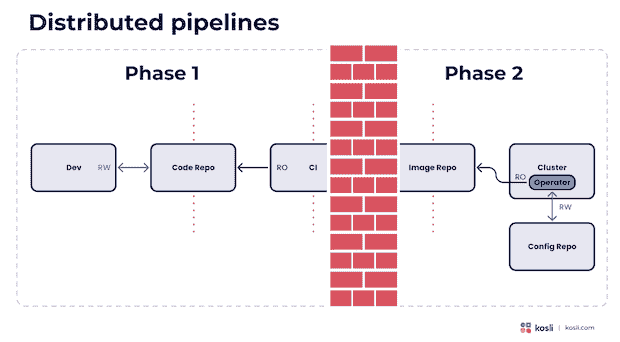 Distributed pipelines
Phase 1
Phase 2
Dev RW
Code Repo
RO CI
Image Repo
Cluster
RO
Operater
RW
Config Repo
kosli | kosli.com